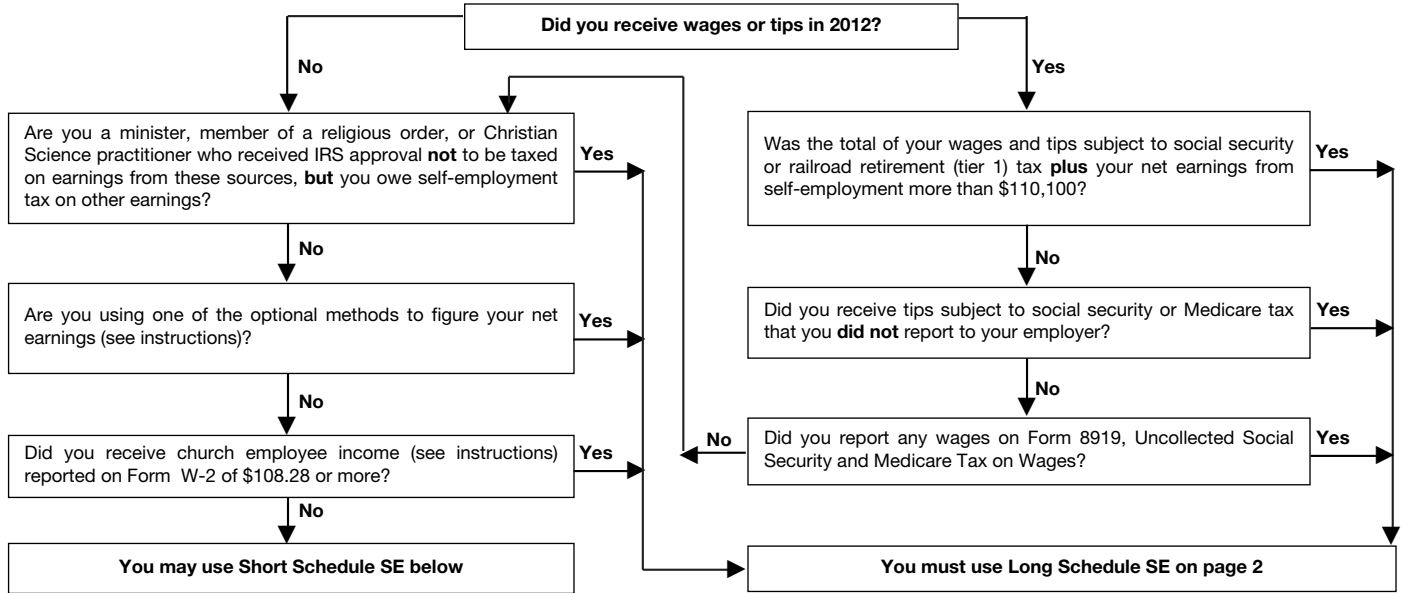 Did you receive wages or tips in 2012?
No
Yes
Are you a minister, member of a religious order, or Christian
Science practitioner who received IRS approval not to be taxed
on earnings from these sources, but you owe self-employment
tax on other earnings?
Yes
Was the total of your wages and tips subject to social security
or railroad retirement (tier 1) tax plus your net earnings from
self-employment more than $110,100?
Yes
No
No
Are you using one of the optional methods to figure your net
earnings (see instructions)?
Yes
Did you receive tips subject to social security or Medicare tax
that you did not report to your employer?
Yes
No
No
Did you receive church employee income (see instructions)
reported on Form W-2 of $108.28 or more?
Yes
No
Did you report any wages on Form 8919, Uncollected Social
Security and Medicare Tax on Wages?
Yes
No
You may use Short Schedule SE below
You must use Long Schedule SE on page 2